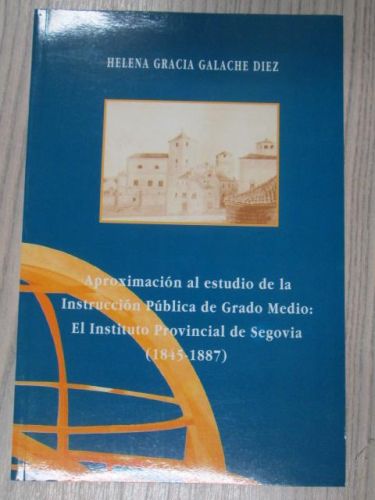 HELENA GRACIA GALACHE DIEZ
Aproximación al estudio de la
Instrucción Pública de Grado Medio:
El Instituto Provincial de Segovia
(1845-1887)